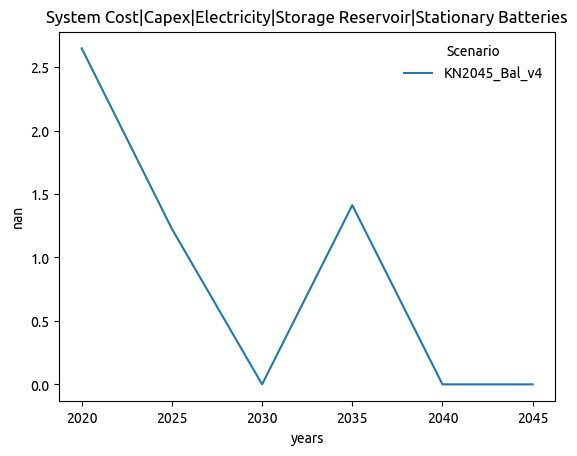 System Cost|Capex|Electricity|Storage Reservoir|Stationary Batteries
Scenario
KN2045_Bal_v4
2.5
2.0
1.5
1.0
0.5
0.0
nan
2020 2025 2030 2035 2040 2045
years